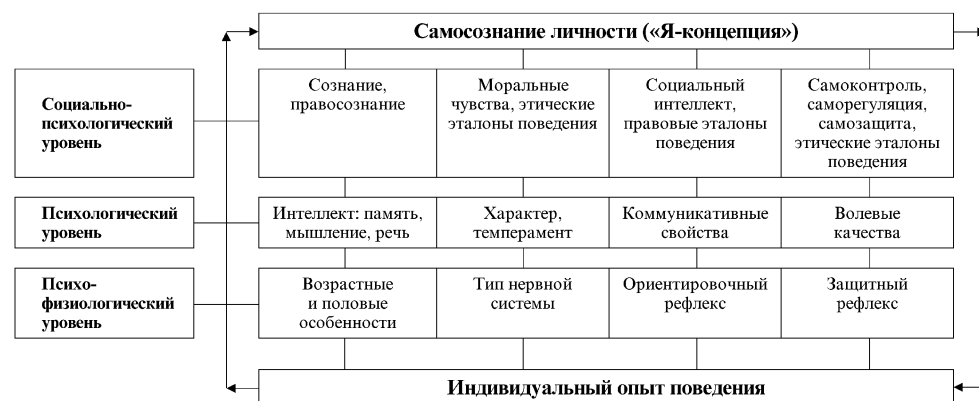 Самосознание личности («Я-концепция»)
Социально-
психологический
уровень
Сознание,
правосознание
Моральные
чувства, этические
эталоны поведения
Социальный
интеллект,
правовые эталоны
поведения
Самоконтроль,
саморегуляция,
самозащита,
этические эталоны
поведения
Психологический
уровень
Интеллект: память,
мышление, речь
Характер,
темперамент
Коммуникативные
свойства
Волевые
качества
Психо-
физиологический
уровень
Возрастные
и половые
особенности
Тип нервной
системы
Ориентировочный
рефлекс
Защитный
рефлекс
Индивидуальный опыт поведения